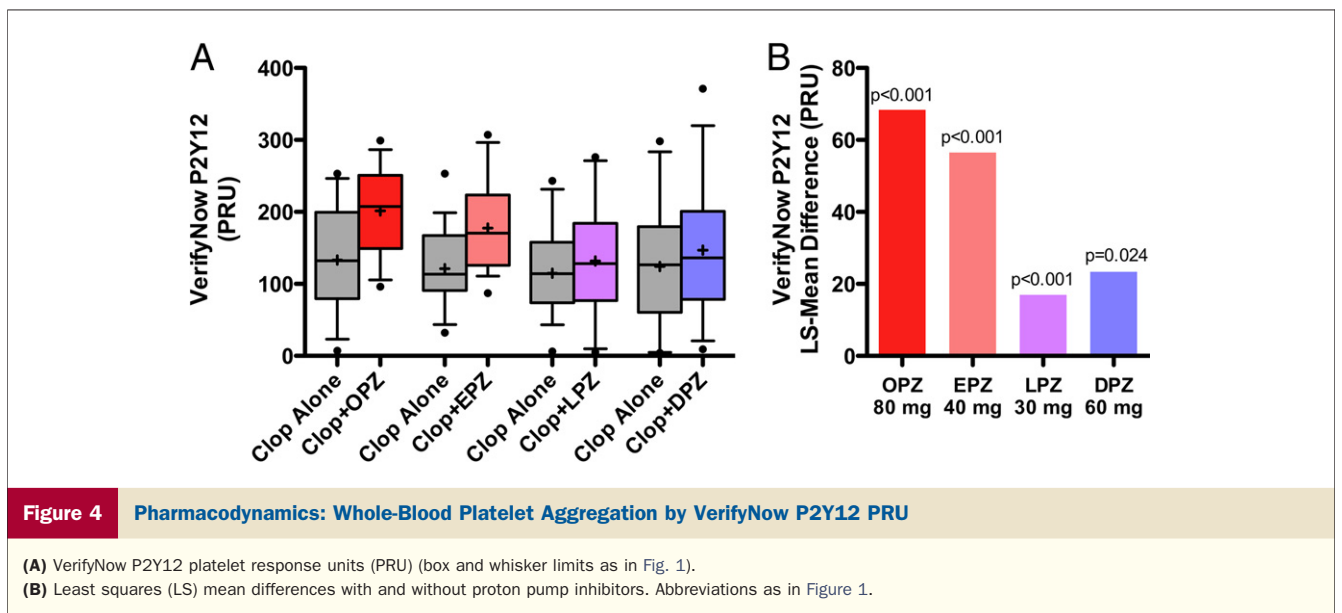 A
VerifyNow P2Y12
(PRU)
400
300
200
100
0
Clop Alone
Clop+OPZ
Clop Alone
Clop+EPZ
Clop Alone
Clop+LPZ
Clop Alone
Clop+DPZ
B
VerifyNow P2Y12
LS-Mean Difference (PRU)
80
60
40
20
0
p<0.001
p<0.001
p<0.001
p=0.024
OPZ EPZ LPZ DPZ
80 mg 40 mg 30 mg 60 mg
Figure 4 Pharmacodynamics: Whole-Blood Platelet Aggregation by VerifyNow P2Y12 PRU
(A) VerifyNow P2Y12 platelet response units (PRU) (box and whisker limits as in Fig. 1).
(B) Least squares (LS) mean differences with and without proton pump inhibitors. Abbreviations as in Figure 1.